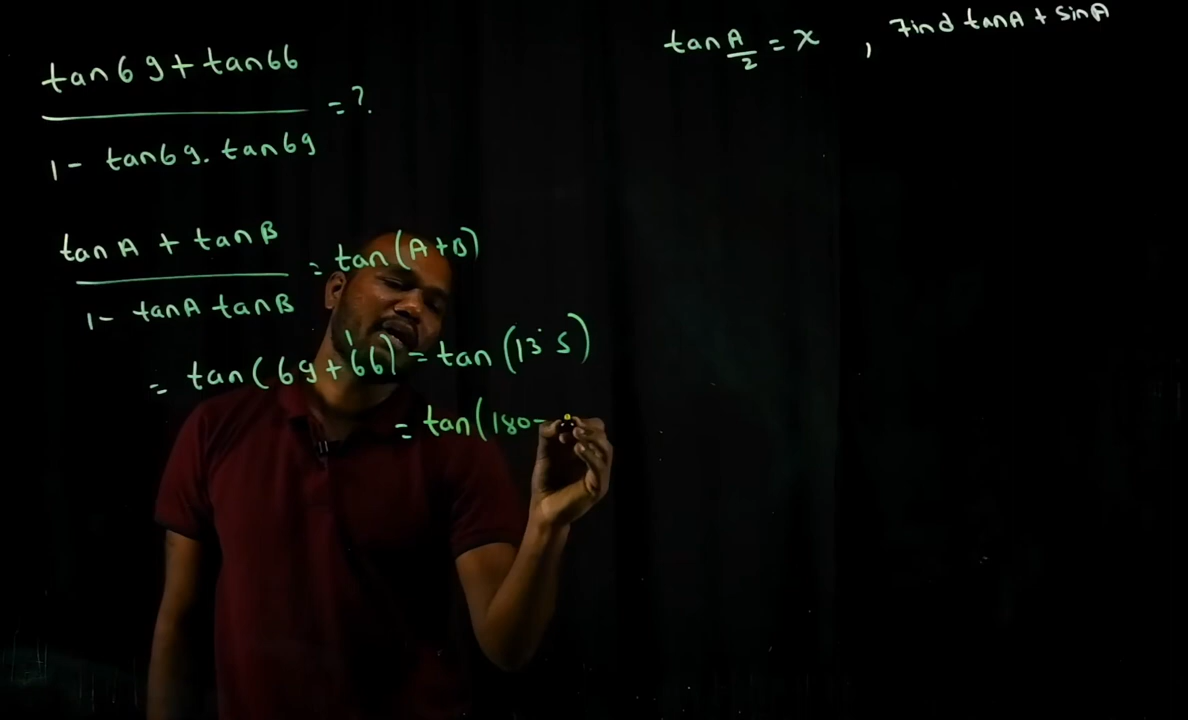 tan69 + tan66
= ?
1 - tan69. tan69
tan A + tan B
= tan(A+B)
1 - tanA tanB
= tan(69+66) = tan(135)
= tan(180-
tan A/2 = x , Find tanA + sinA